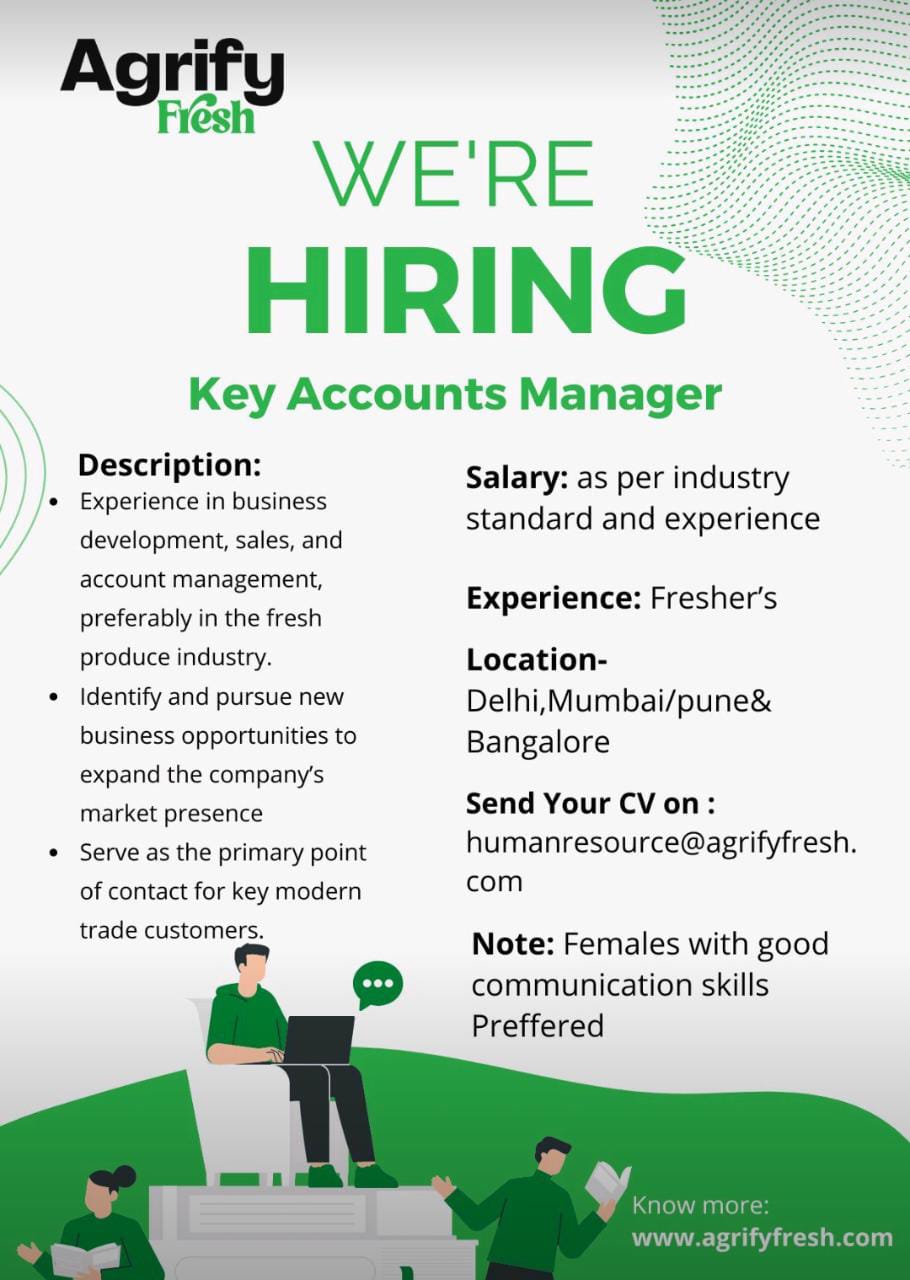 Agrify
Fresh
WE'RE
HIRING
Key Accounts Manager
Description:
• Experience in business
development, sales, and
account management,
preferably in the fresh
produce industry.
• Identify and pursue new
business opportunities to
expand the company’s
market presence
• Serve as the primary point
of contact for key modern
trade customers.
Salary: as per industry
standard and experience
Experience: Fresher’s
Location-
Delhi,Mumbai/pune&
Bangalore
Send Your CV on :
humanresource@agrifyfresh.
com
Note: Females with good
communication skills
Preffered
Know more:
www.agrifyfresh.com